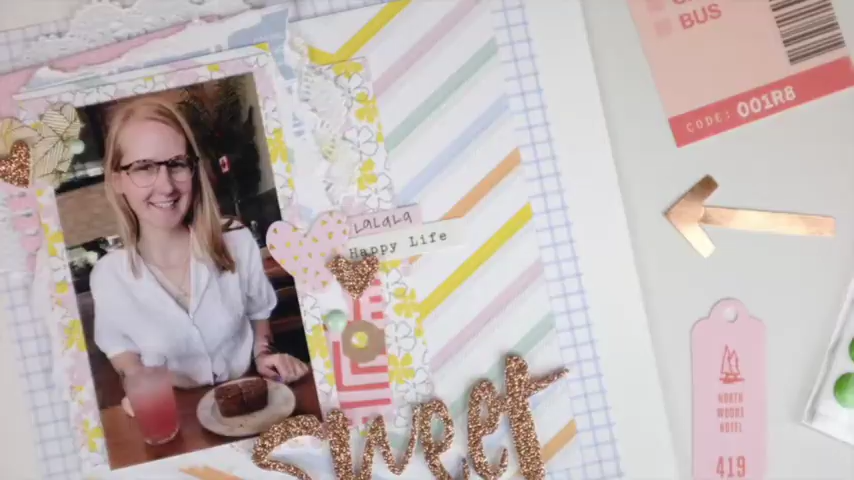 BUS
CODE: 001R8
LALALA
Happy Life
sweet
NORTH
WOODS
HOTEL
419